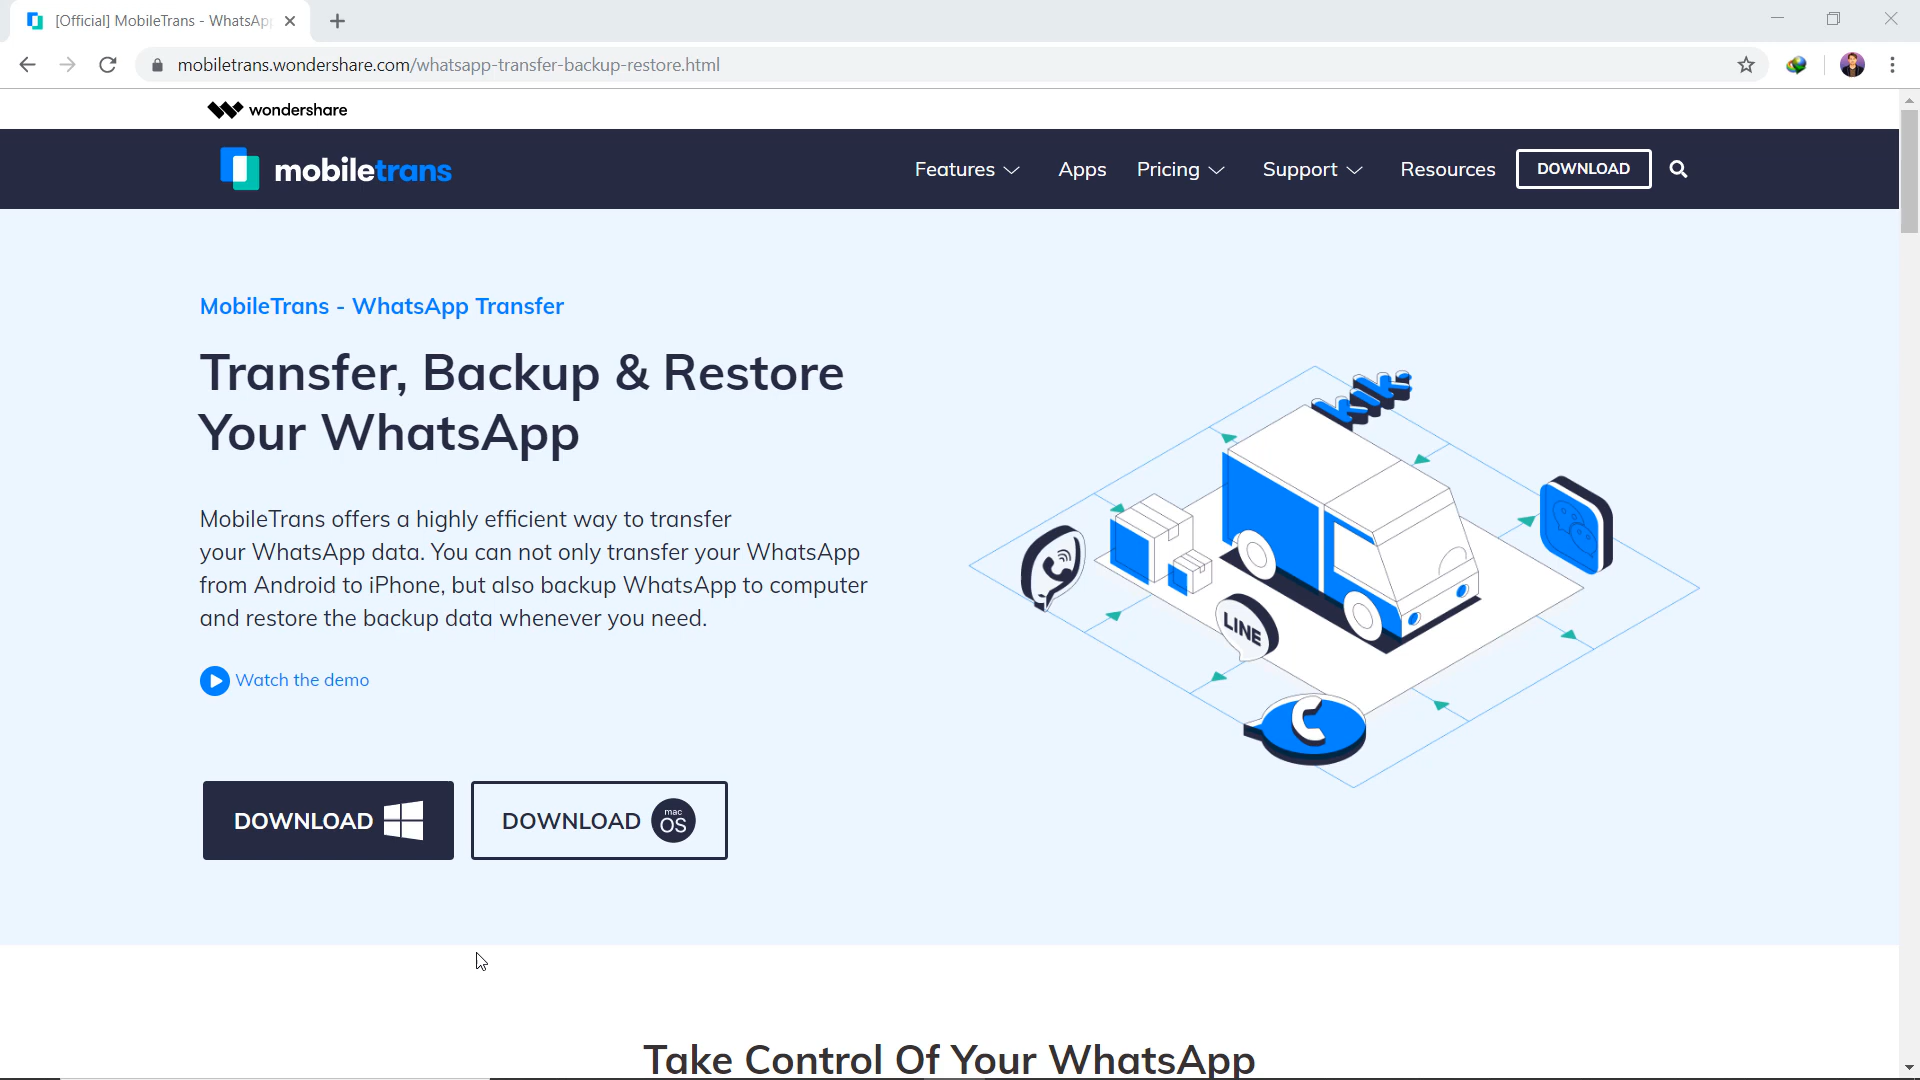 [Official] MobileTrans - WhatsApp
mobiletrans.wondershare.com/whatsapp-transfer-backup-restore.html
wondershare
mobiletrans
Features
Apps
Pricing
Support
Resources
DOWNLOAD
MobileTrans - WhatsApp Transfer
Transfer, Backup & Restore
Your WhatsApp
MobileTrans offers a highly efficient way to transfer
your WhatsApp data. You can not only transfer your WhatsApp
from Android to iPhone, but also backup WhatsApp to computer
and restore the backup data whenever you need.
Watch the demo
DOWNLOAD
DOWNLOAD
mac
OS
kik
LINE
Take Control Of Your WhatsApp